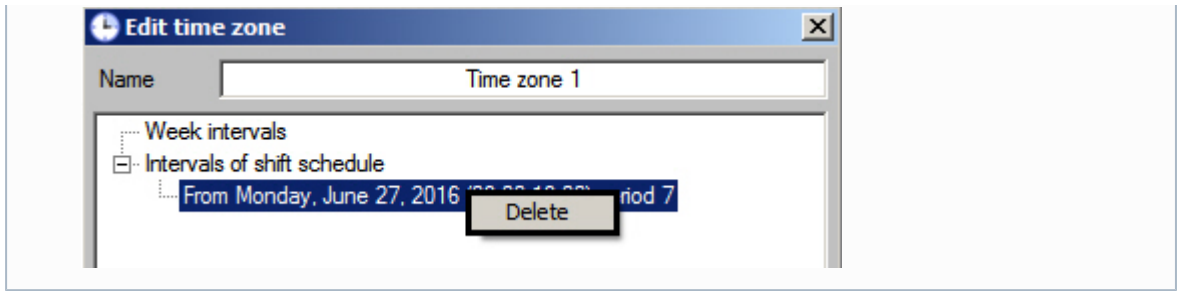 Edit time zone
Name
Time zone 1
Week intervals
Intervals of shift schedule
From Monday, June 27, 2016 7
Delete